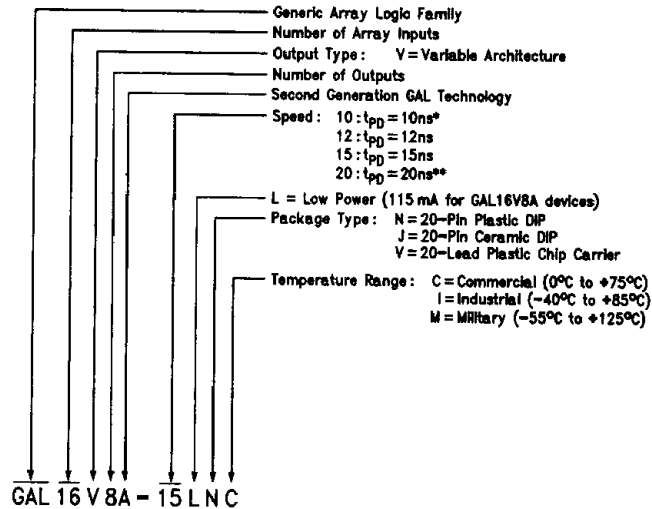 Generic Array Logic Family
Number of Array Inputs
Output Type: V=Variable Architecture
Number of Outputs
Second Generation GAL Technology
Speed: 10:tPD=10ns*
12:tPD=12ns
15:tPD=15ns
20:tPD=20ns**
L = Low Power (115 mA for GAL16V8A devices)
Package Type: N=20-Pin Plastic DIP
J=20-Pin Ceramic DIP
V=20-Lead Plastic Chip Carrier
Temperature Range: C=Commercial (0°C to +75°C)
I=Industrial (-40°C to +85°C)
M=Military (-55°C to +125°C)
GAL 16 V 8 A - 15 L N C